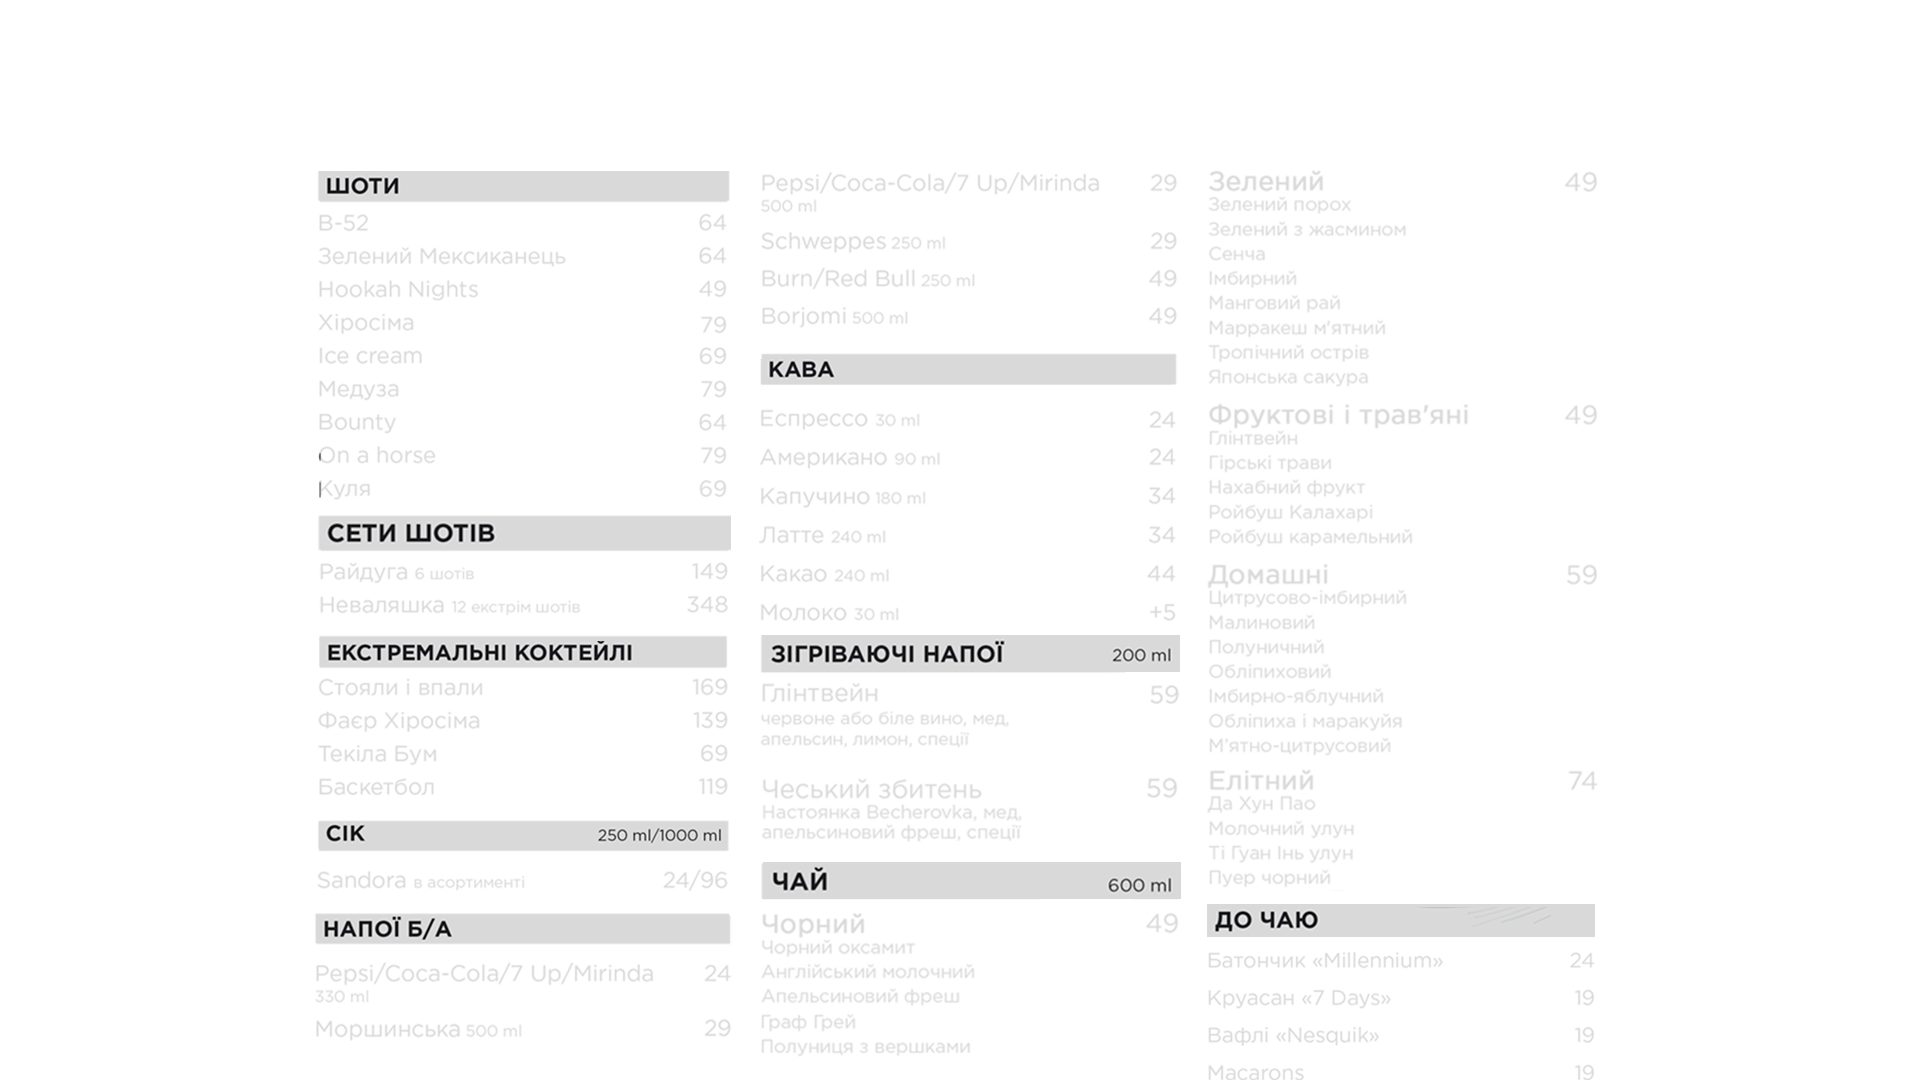 ШОТИ
B-52 64
Зелений Мексиканець 64
Hookah Nights 49
Хіросіма 79
Ice cream 69
Медуза 79
Bounty 64
On a horse 79
Куля 69
СЕТИ ШОТІВ
Райдуга 6 шотів 149
Неваляшка 12 екстрім шотів 348
ЕКСТРЕМАЛЬНІ КОКТЕЙЛІ
Стояли і впали 169
Фаєр Хіросіма 139
Текіла Бум 69
Баскетбол 119
СІК 250 ml/1000 ml
Sandora в асортименті 24/96
НАПОЇ Б/А
Pepsi/Coca-Cola/7 Up/Mirinda 24
330 ml
Моршинська 500 ml 29
Pepsi/Coca-Cola/7 Up/Mirinda 29
500 ml
Schweppes 250 ml 29
Burn/Red Bull 250 ml 49
Borjomi 500 ml 49
КАВА
Еспрессо 30 ml 24
Американо 90 ml 24
Капучино 180 ml 34
Латте 240 ml 34
Какао 240 ml 44
Молоко 30 ml +5
ЗІГРІВАЮЧІ НАПОЇ 200 ml
Глінтвейн 59
червоне або біле вино, мед,
апельсин, лимон, спеції
Чеський збитень 59
Настоянка Becherovka, мед,
апельсиновий фреш, спеції
ЧАЙ 600 ml
Чорний 49
Чорний оксамит
Англійський молочний
Апельсиновий фреш
Граф Грей
Полуниця з вершками
Зелений 49
Зелений порох
Зелений з жасмином
Сенча
Імбирний
Манговий рай
Марракеш м'ятний
Тропічний острів
Японська сакура
Фруктові і трав'яні 49
Глінтвейн
Гірські трави
Нахабний фрукт
Ройбуш Калахарі
Ройбуш карамельний
Домашні 59
Цитрусово-імбирний
Малиновий
Полуничний
Обліпиховий
Імбирно-яблучний
Обліпиха і маракуйя
М'ятно-цитрусовий
Елітний 74
Да Хун Пао
Молочний улун
Ті Гуан Інь улун
Пуер чорний
ДО ЧАЮ
Батончик «Millennium» 24
Круасан «7 Days» 19
Вафлі «Nesquik» 19
Macarons 19